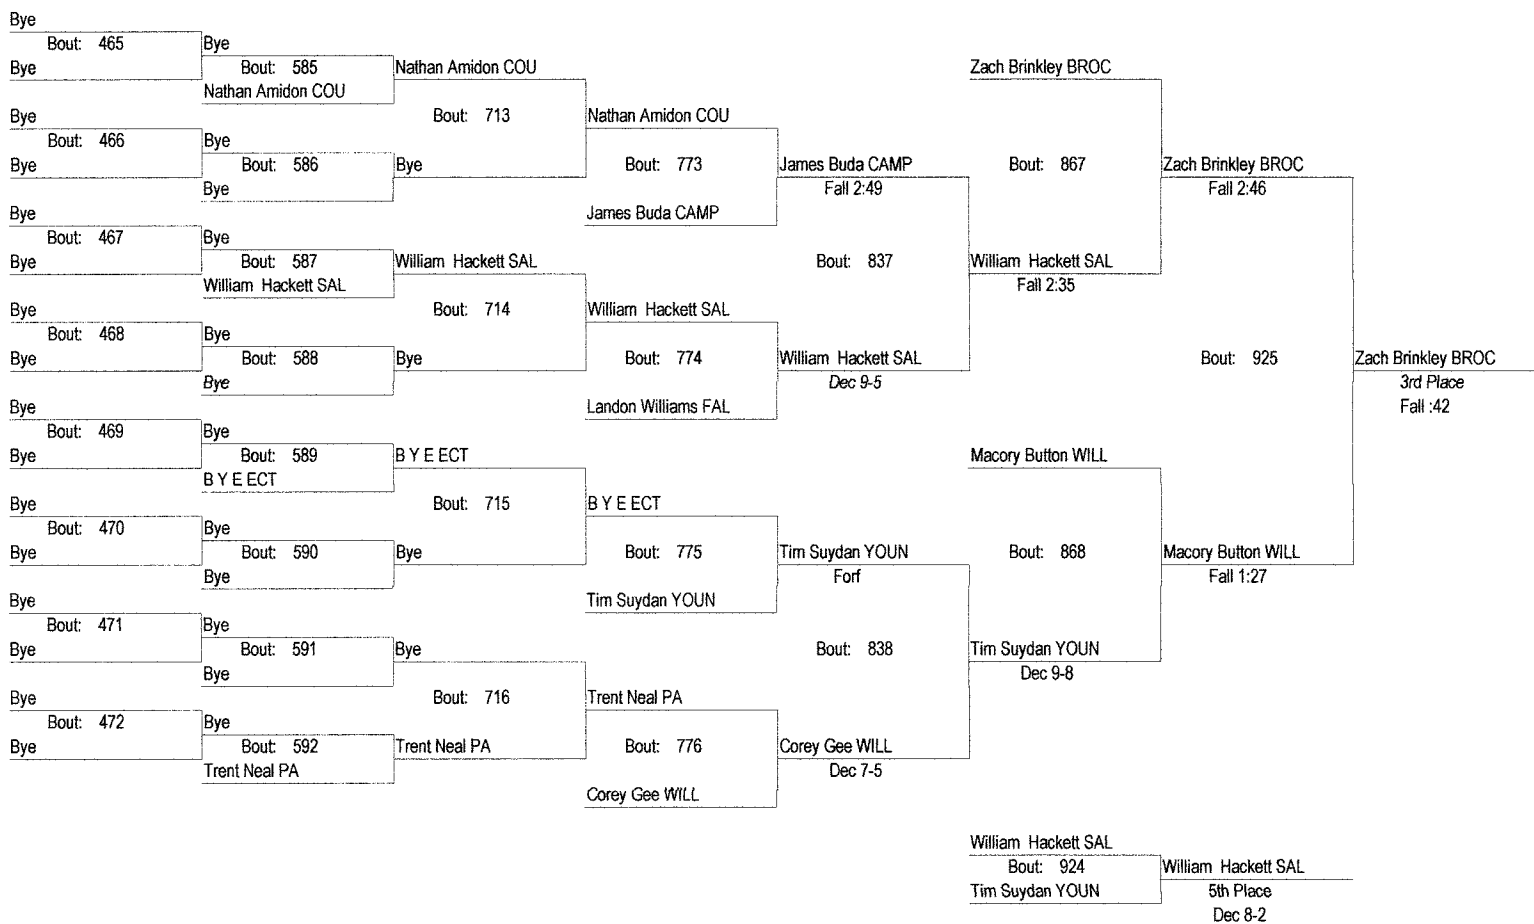 Bye
Bout: 465
Bye
Bye
Bout: 585
Nathan Amidon COU
Nathan Amidon COU
Bye
Bout: 466
Bye
Bye
Bout: 586
Bye
Bye
Bout: 713
Nathan Amidon COU
Bout: 773
James Buda CAMP
James Buda CAMP
Fall 2:49
Bye
Bout: 467
Bye
Bye
Bout: 587
William Hackett SAL
William Hackett SAL
Bye
Bout: 468
Bye
Bye
Bout: 588
Bye
Bye
Bout: 714
William Hackett SAL
Bout: 774
Landon Williams FAL
William Hackett SAL
Dec 9-5
Bout: 837
William Hackett SAL
Fall 2:35
Zach Brinkley BROC
Bout: 867
Zach Brinkley BROC
Fall 2:46
Bye
Bout: 469
Bye
Bye
Bout: 589
B Y E ECT
B Y E ECT
Bye
Bout: 470
Bye
Bye
Bout: 590
Bye
Bye
Bout: 715
B Y E ECT
Bout: 775
Tim Suydan YOUN
Tim Suydan YOUN
Forf
Bye
Bout: 471
Bye
Bye
Bout: 591
Bye
Bye
Bye
Bout: 472
Bye
Bye
Bout: 592
Trent Neal PA
Trent Neal PA
Bout: 716
Trent Neal PA
Bout: 776
Corey Gee WILL
Corey Gee WILL
Dec 7-5
Bout: 838
Tim Suydan YOUN
Dec 9-8
Macory Button WILL
Bout: 868
Macory Button WILL
Fall 1:27
Bout: 925
Zach Brinkley BROC
3rd Place
Fall :42
William Hackett SAL
Bout: 924
Tim Suydan YOUN
William Hackett SAL
5th Place
Dec 8-2